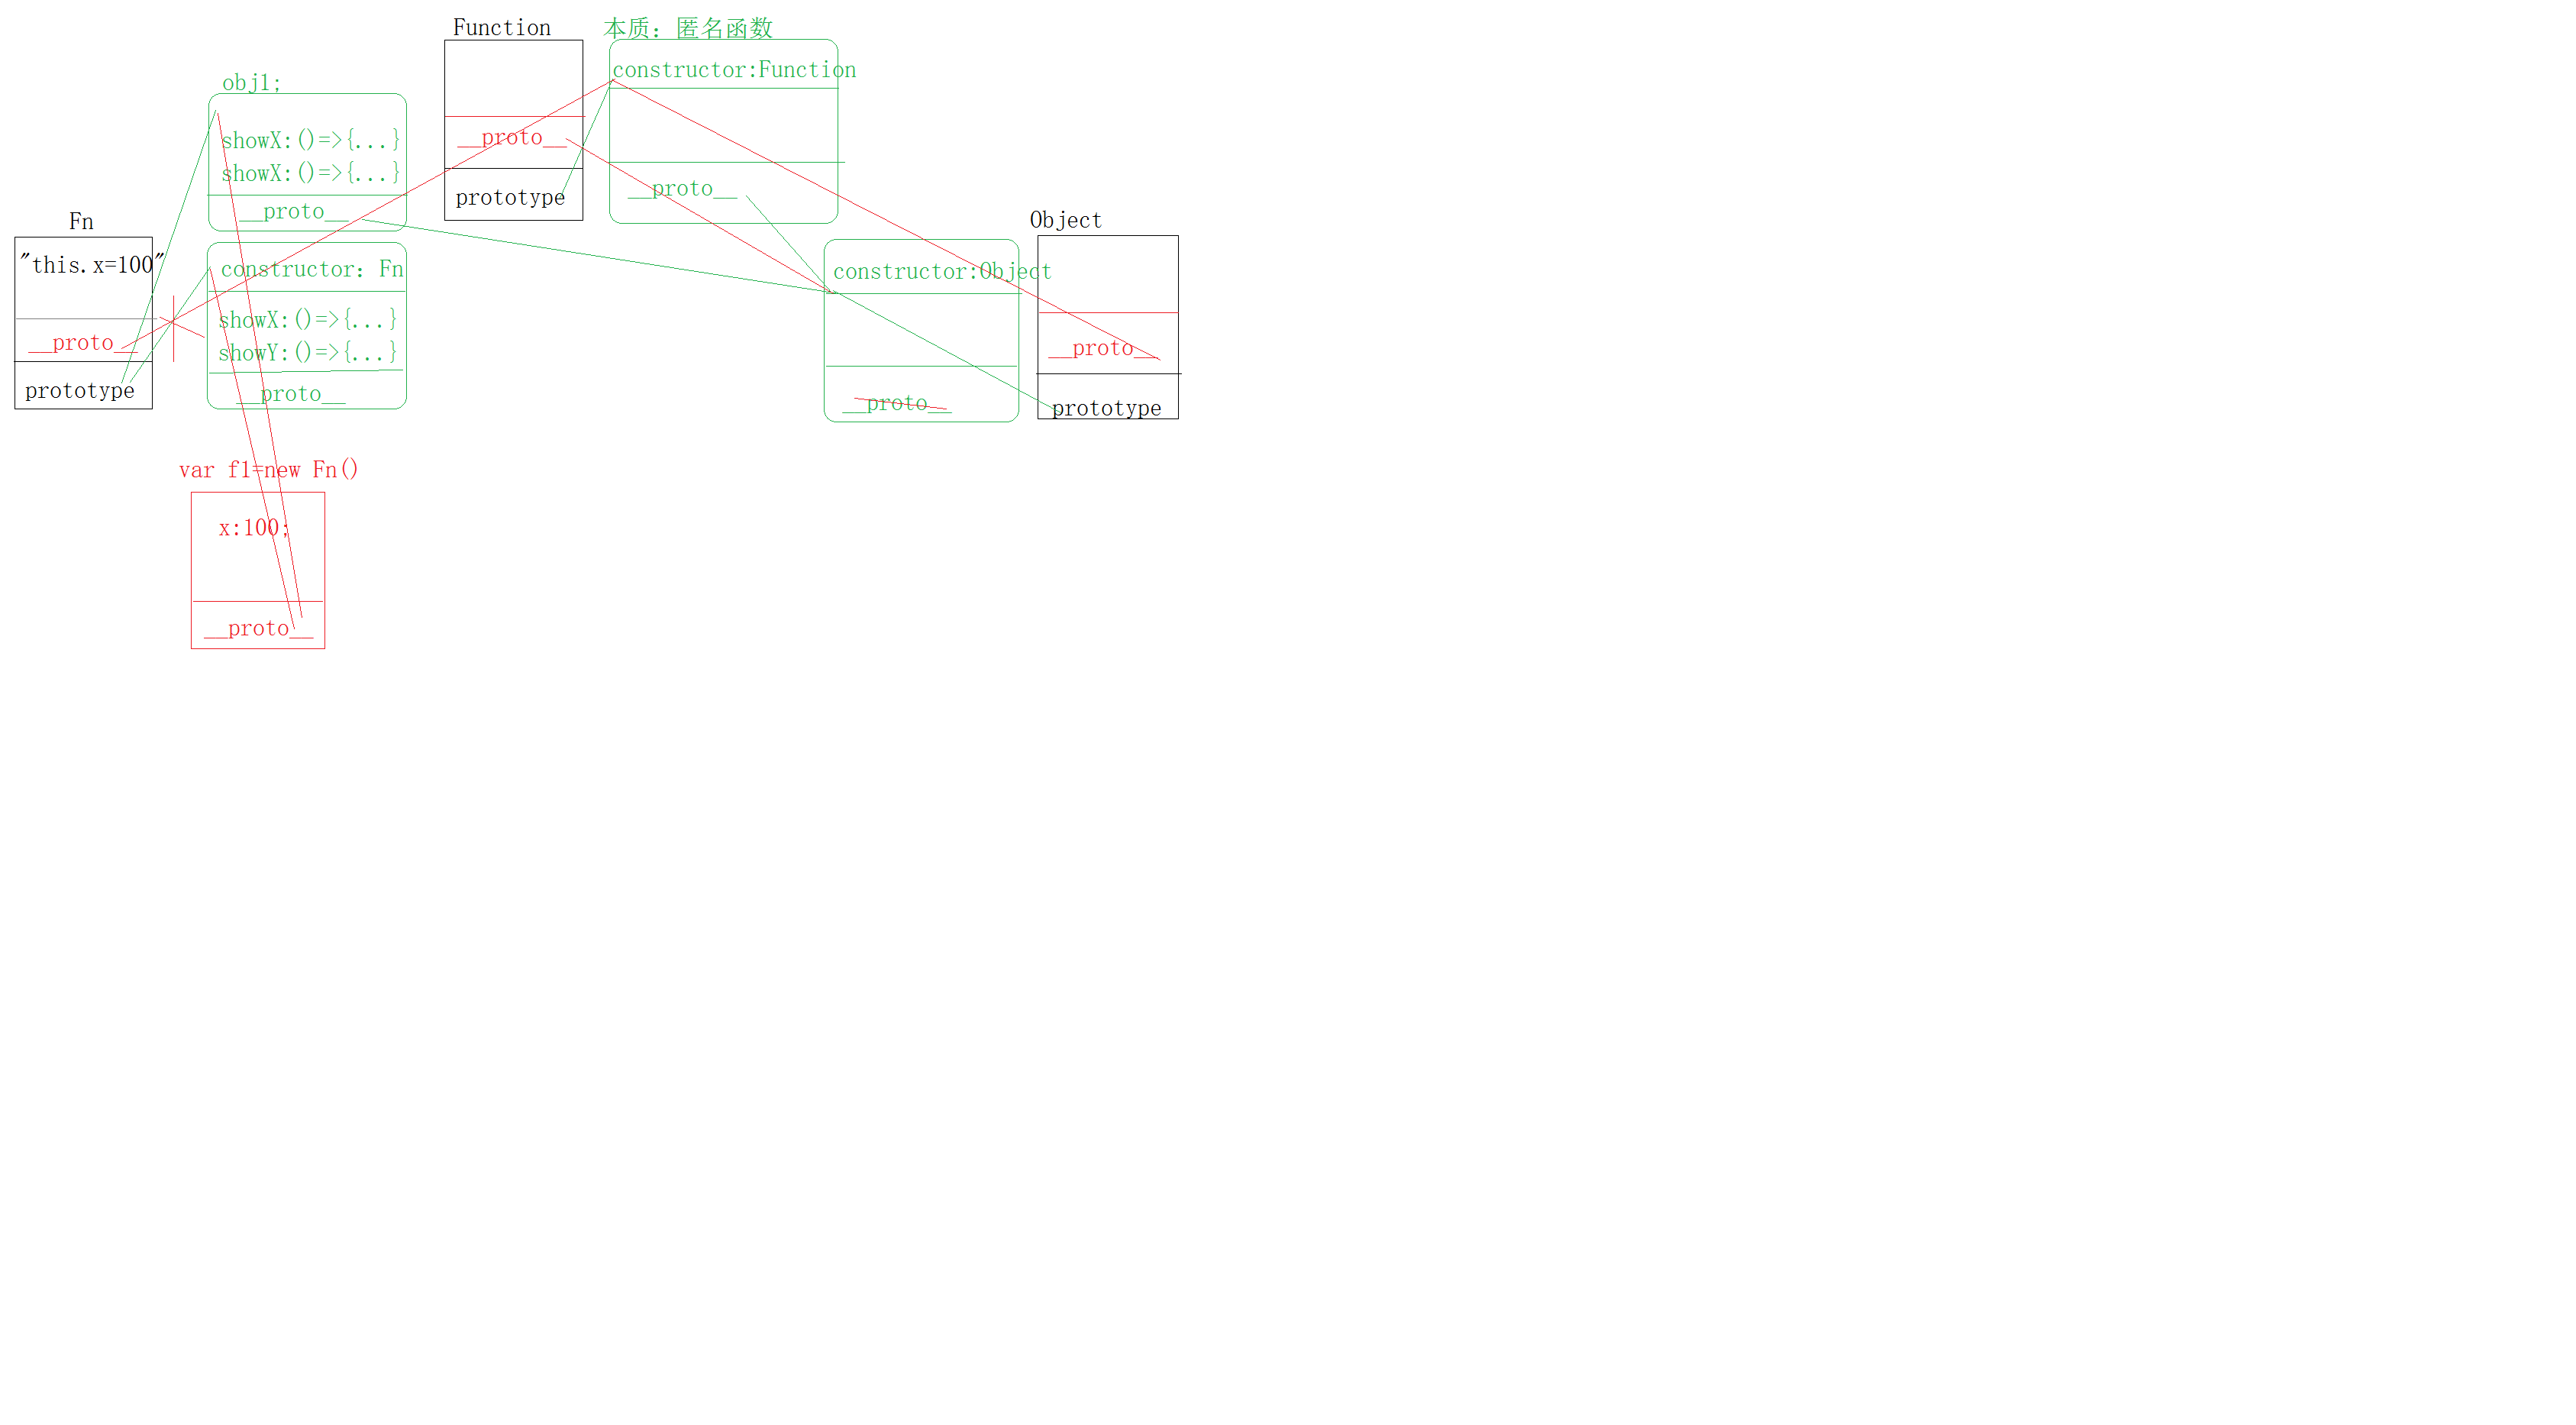 Function
本质：匿名函数
constructor:Function
__proto__
prototype
__proto__
obj1;
showX:()=>{...}
showX:()=>{...}
__proto__
Fn
"this.x=100"
__proto__
prototype
constructor：Fn
showX:()=>{...}
showY:()=>{...}
__proto__
Object
constructor:Object
__proto__
__proto__
prototype
var f1=new Fn()
x:100;
__proto__